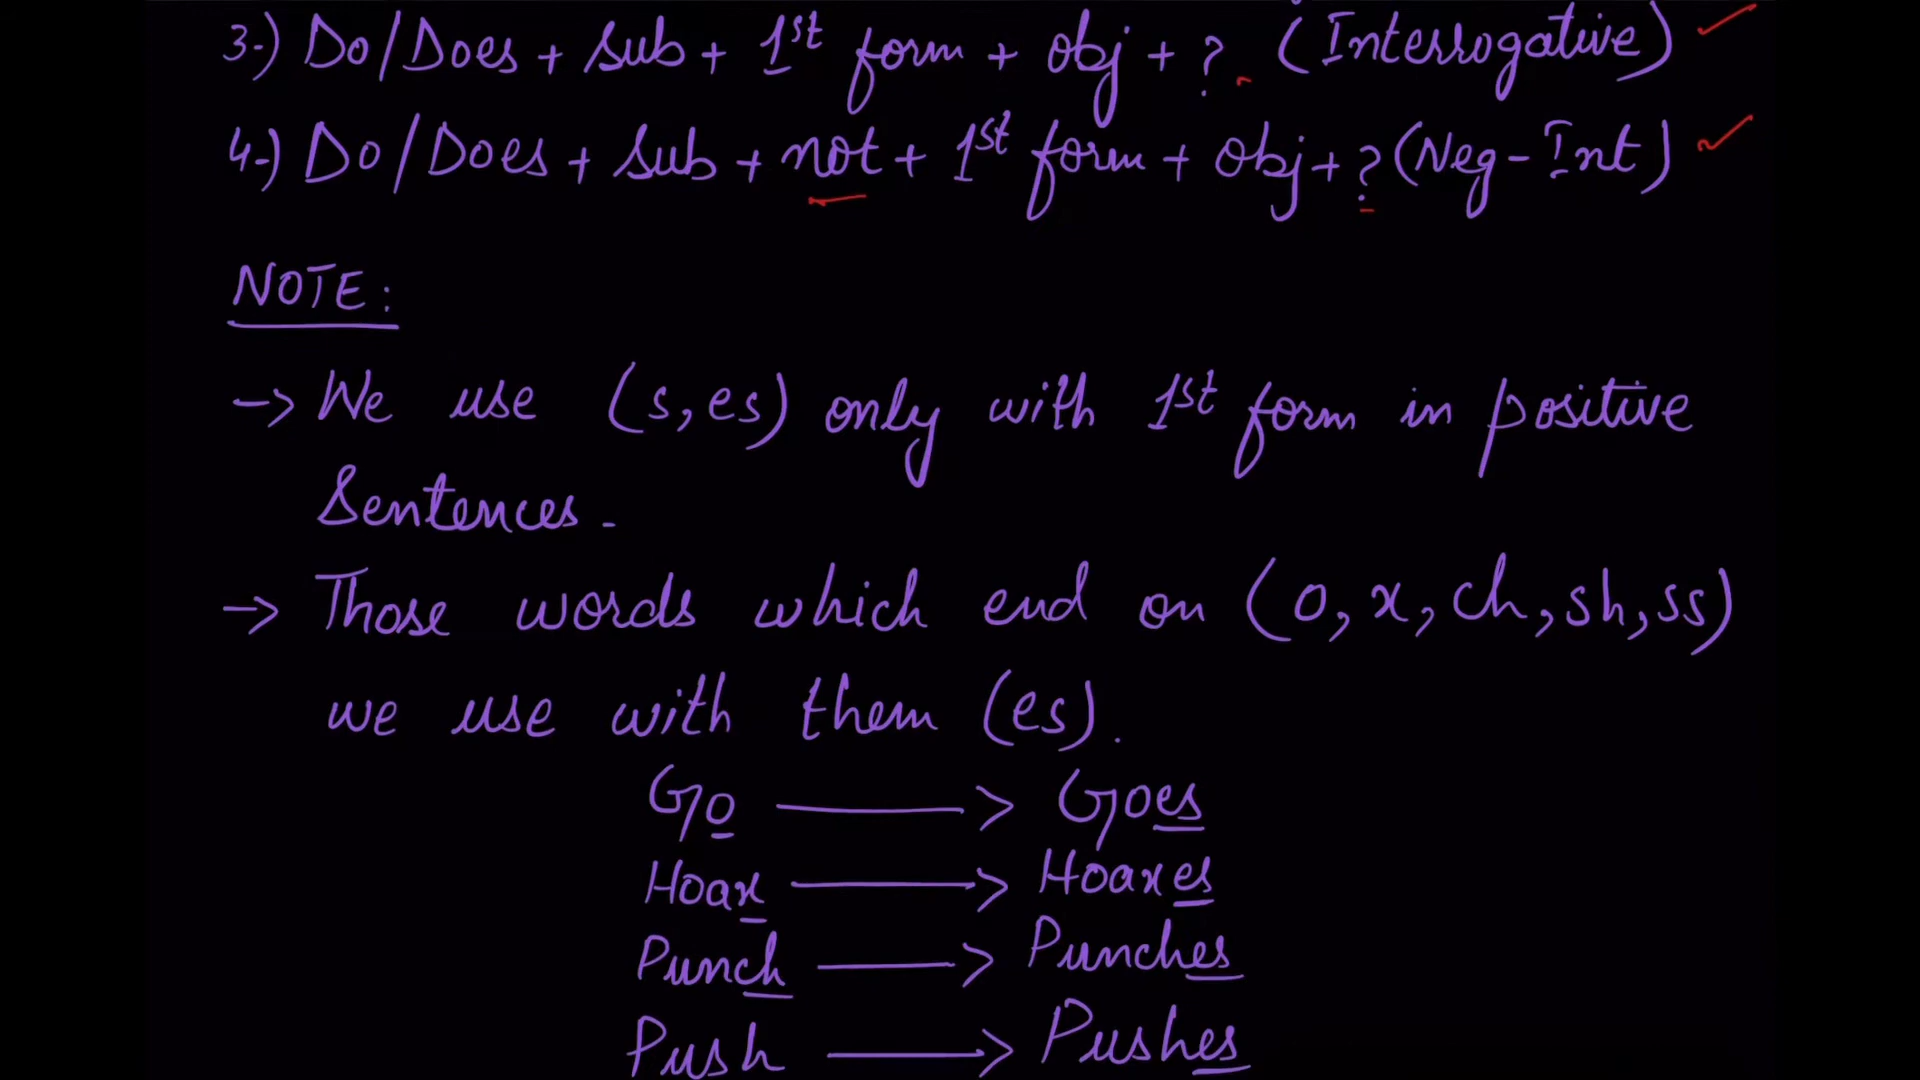 3.) Do/Does + sub + 1st form + obj + ? (Interrogative)
4.) Do/Does + sub + not + 1st form + obj + ? (Neg-Int)
NOTE:
-> We use (s, es) only with 1st form in positive
Sentences.
-> Those words which end on (o, x, ch, sh, ss)
we use with them (es).
Go -> Goes
Hoax -> Hoaxes
Punch -> Punches
Push -> Pushes